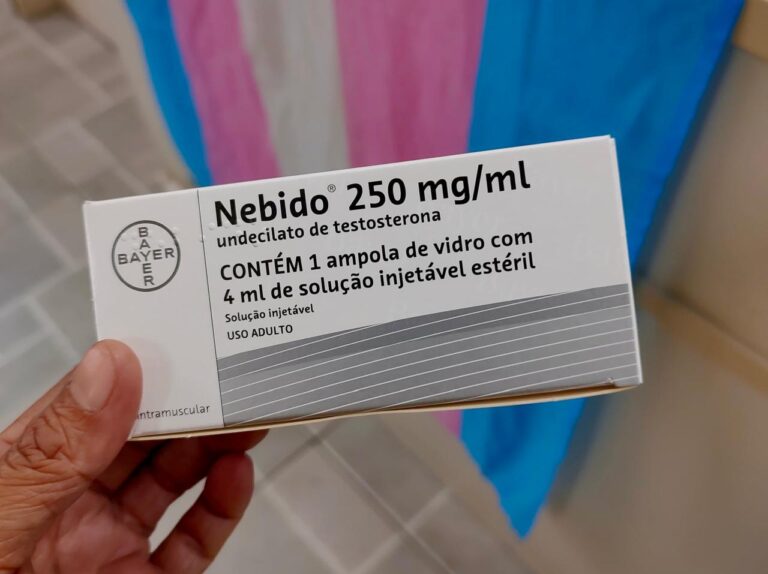 BAYER
BAYER
Nebido® 250 mg/ml
undecilato de testosterona
CONTÉM 1 ampola de vidro com
4 ml de solução injetável estéril
Solução injetável
USO ADULTO
intramuscular